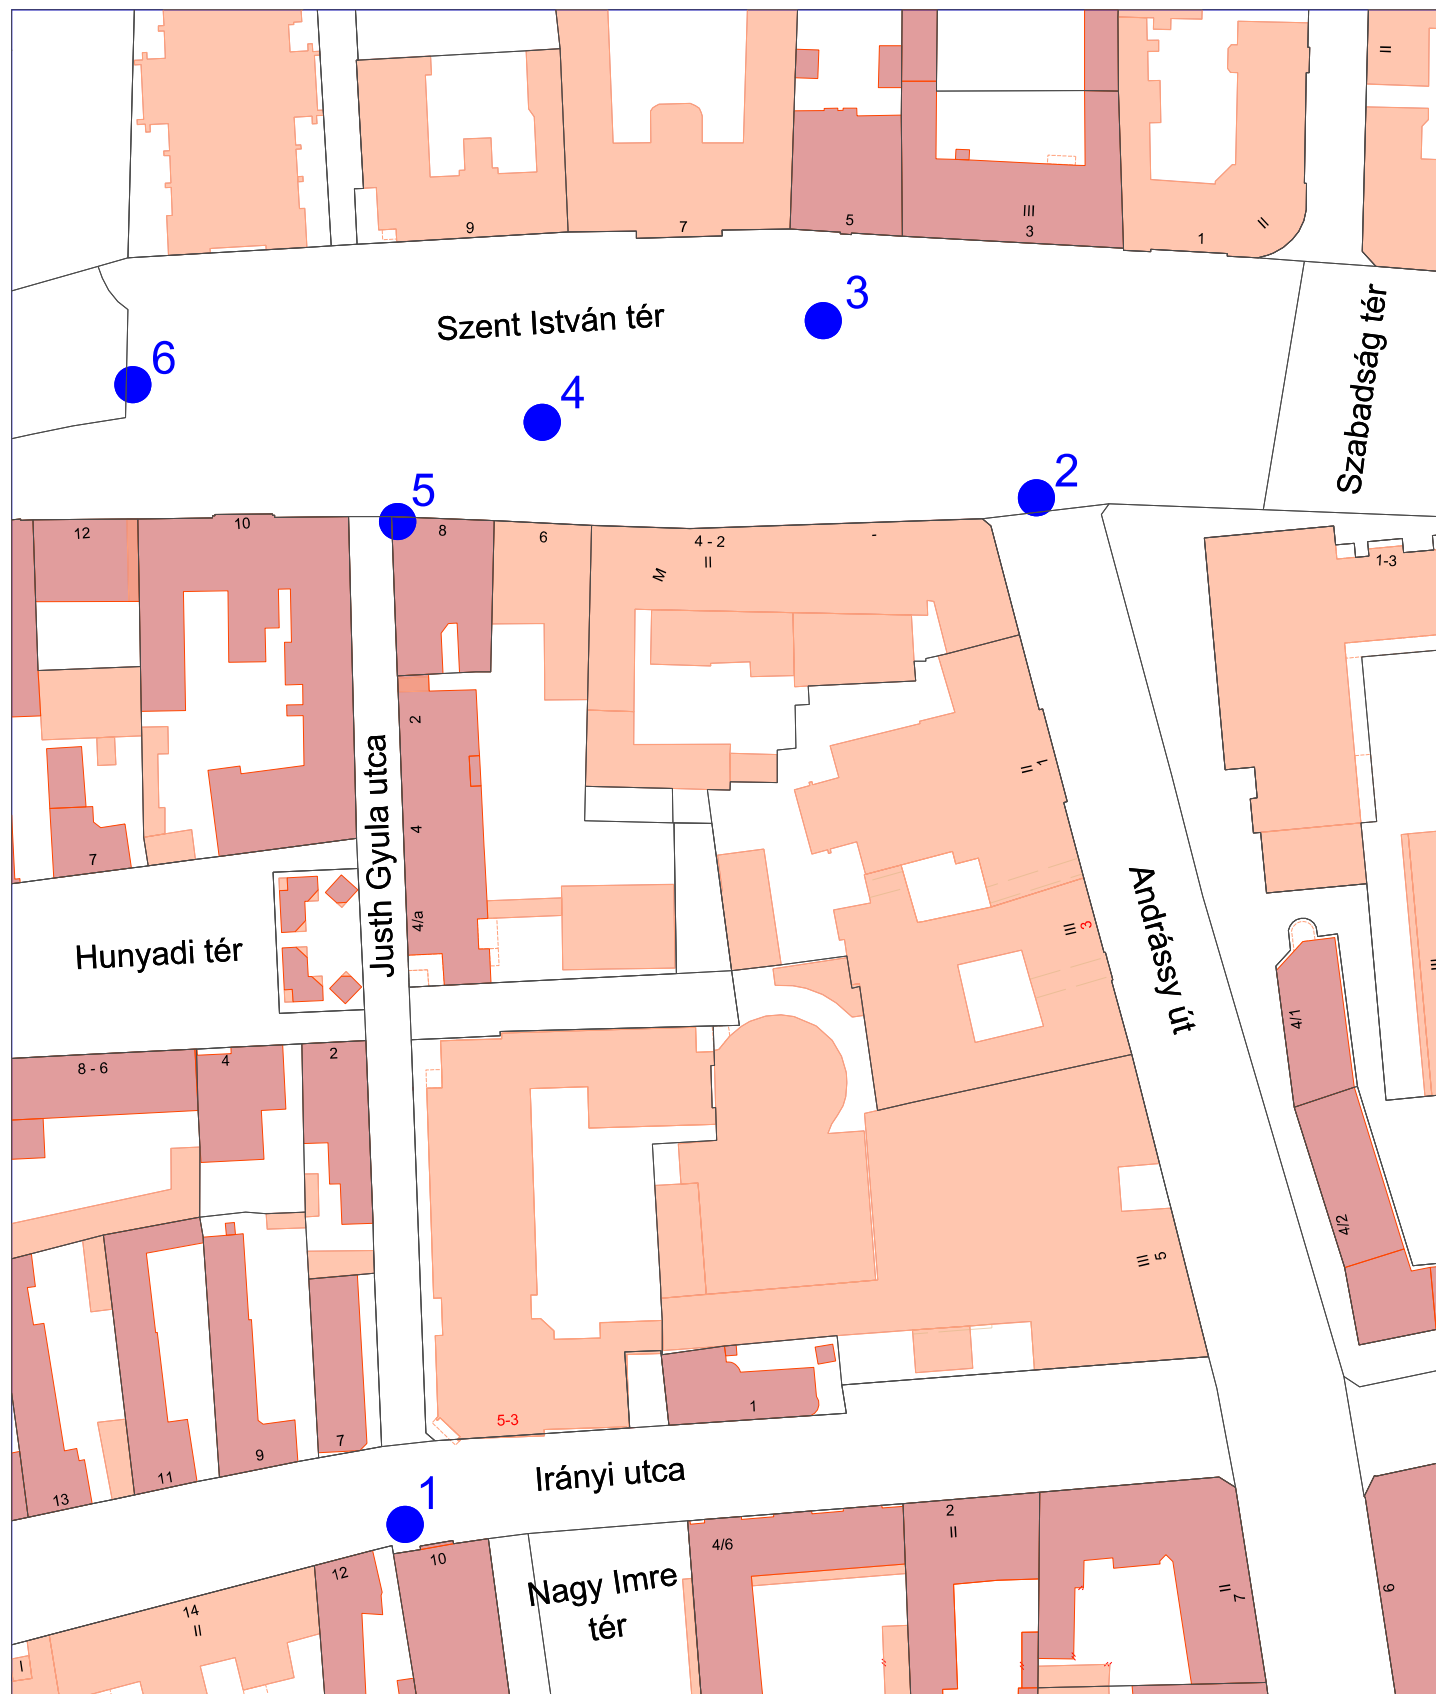 II
9
7
5
III
3
1
II
Szent István tér
3
Szabadság tér
6
4
5
2
12
10
8
6
4 - 2
II
-
M
1-3
2
II
1
Justh Gyula utca
4
7
4/a
III
3
Andrássy út
III
Hunyadi tér
4/1
8 - 6
4
2
4/2
III
5
5-3
1
7
9
11
13
Irányi utca
1
2
II
4/6
10
12
Nagy Imre
tér
14
II
II
7
6
I